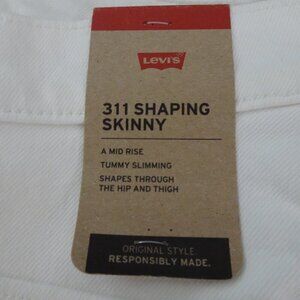 Levi's
311 SHAPING
SKINNY
A MID RISE
TUMMY SLIMMING
SHAPES THROUGH
THE HIP AND THIGH
ORIGINAL STYLE.
RESPONSIBLY MADE.